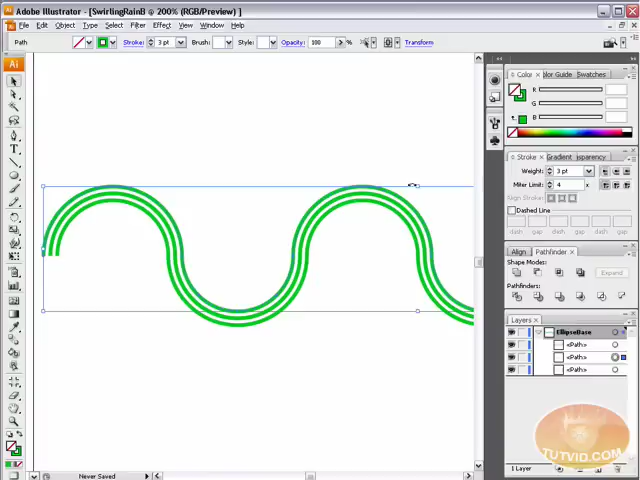 Adobe Illustrator - [SwirlingRainB @ 200% (RGB/Preview) ]
File Edit Object Type Select Filter Effect View Window Help
Path Stroke: 3 pt Brush: Style: Opacity: 100 % Transform
Ai
Color Color Guide Swatches
R
G
B
Stroke Gradient sparency
Weight: 3 pt
Miter Limit: 4
Align Stroke:
Dashed Line
dash gap dash gap dash gap
Align Pathfinder
Shape Modes:
Expand
Pathfinders:
Layers
EllipseBase
<Path>
<Path>
<Path>
1 Layer
TUTVID.COM
Never Saved